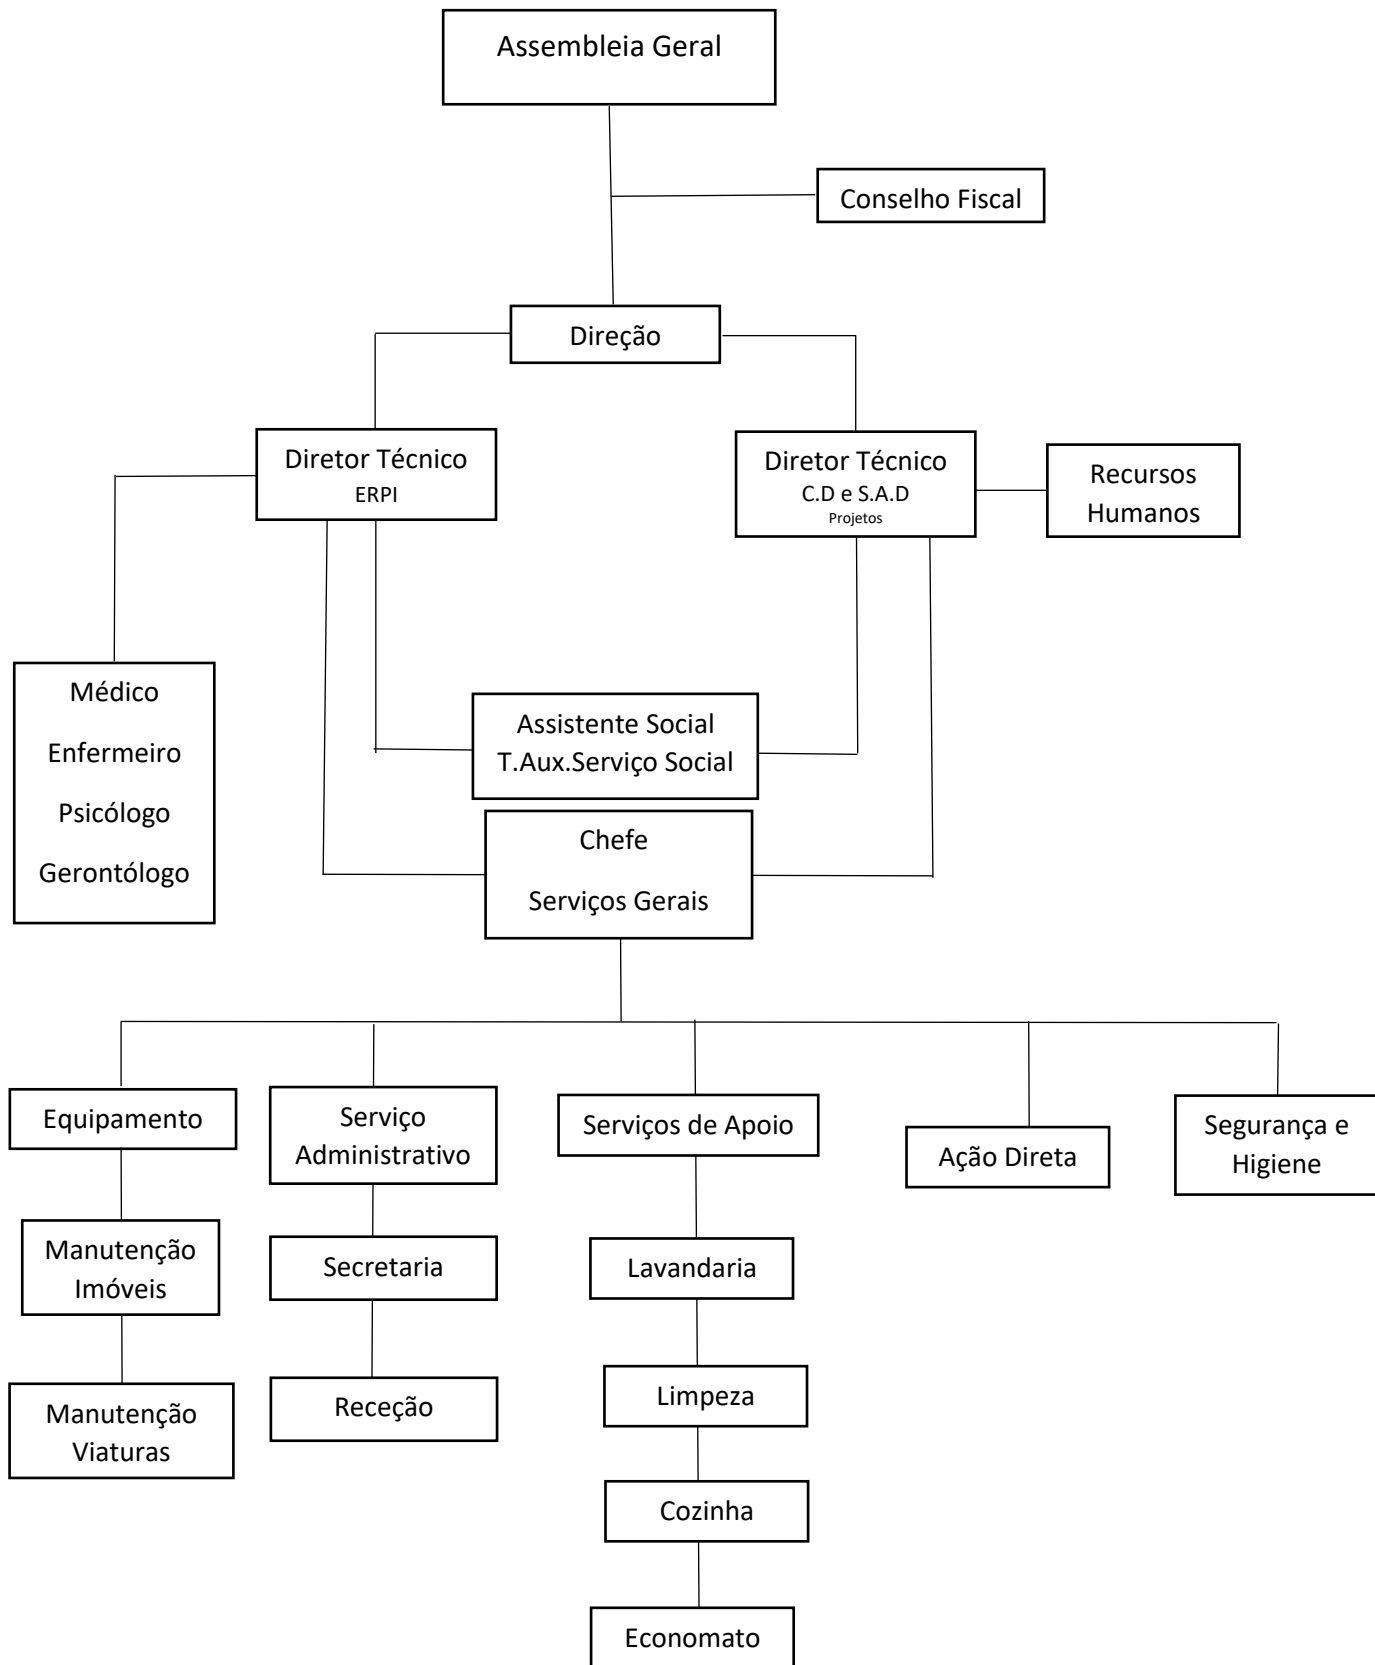 Assembleia Geral
Conselho Fiscal
Direção
Diretor Técnico
ERPI
Diretor Técnico
C.D e S.A.D
Projetos
Recursos
Humanos
Médico
Enfermeiro
Psicólogo
Gerontólogo
Assistente Social
T.Aux.Serviço Social
Chefe
Serviços Gerais
Equipamento
Serviço
Administrativo
Serviços de Apoio
Ação Direta
Segurança e
Higiene
Manutenção
Imóveis
Secretaria
Lavandaria
Manutenção
Viaturas
Receção
Limpeza
Cozinha
Economato